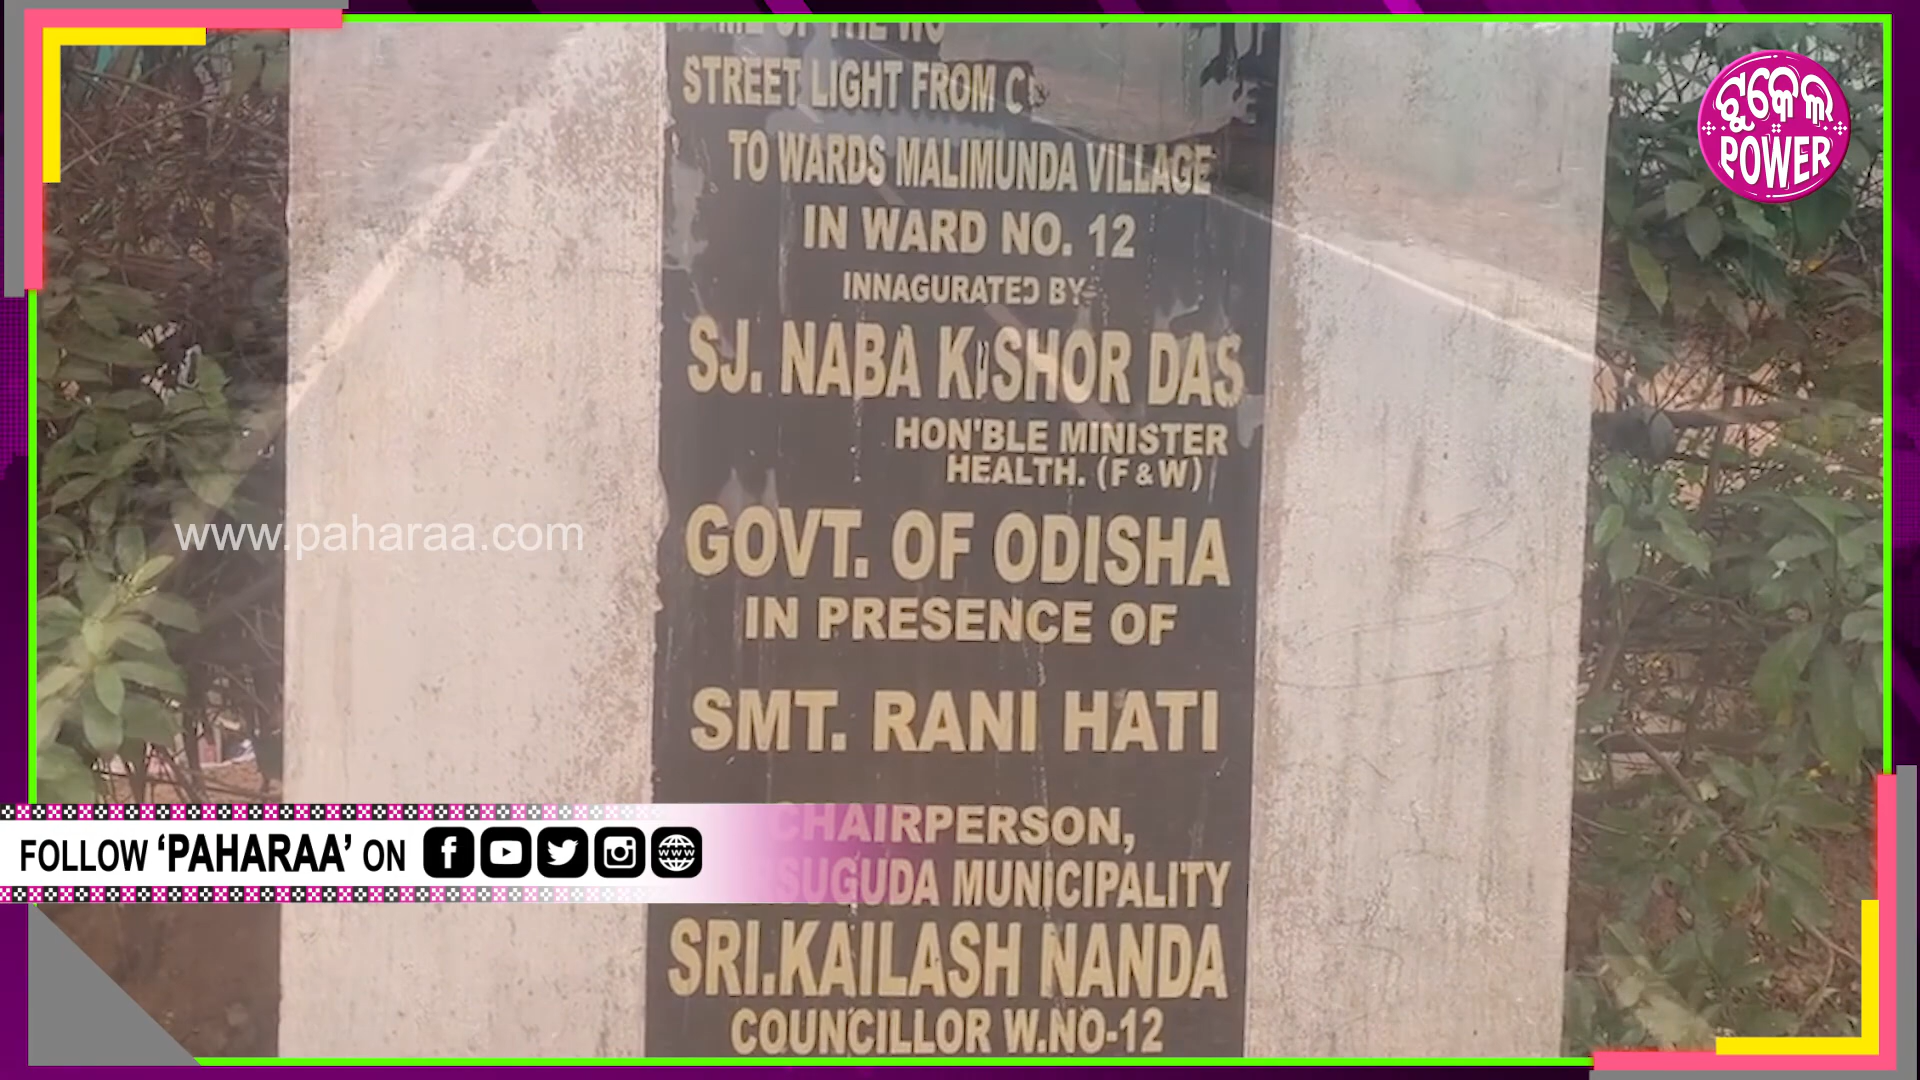 STREET LIGHT FROM
TO WARDS MALIMUNDA VILLAGE
IN WARD NO. 12
INNAGURATED BY-
SJ. NABA KISHOR DAS
HON'BLE MINISTER
HEALTH. (F & W)
GOVT. OF ODISHA
IN PRESENCE OF
SMT. RANI HATI
CHAIRPERSON,
SUGUDA MUNICIPALITY
SRI.KAILASH NANDA
COUNCILLOR W.NO-12
ଟୁକେଲ
POWER
www.paharaa.com
FOLLOW ‘PAHARAA’ ON
WWW